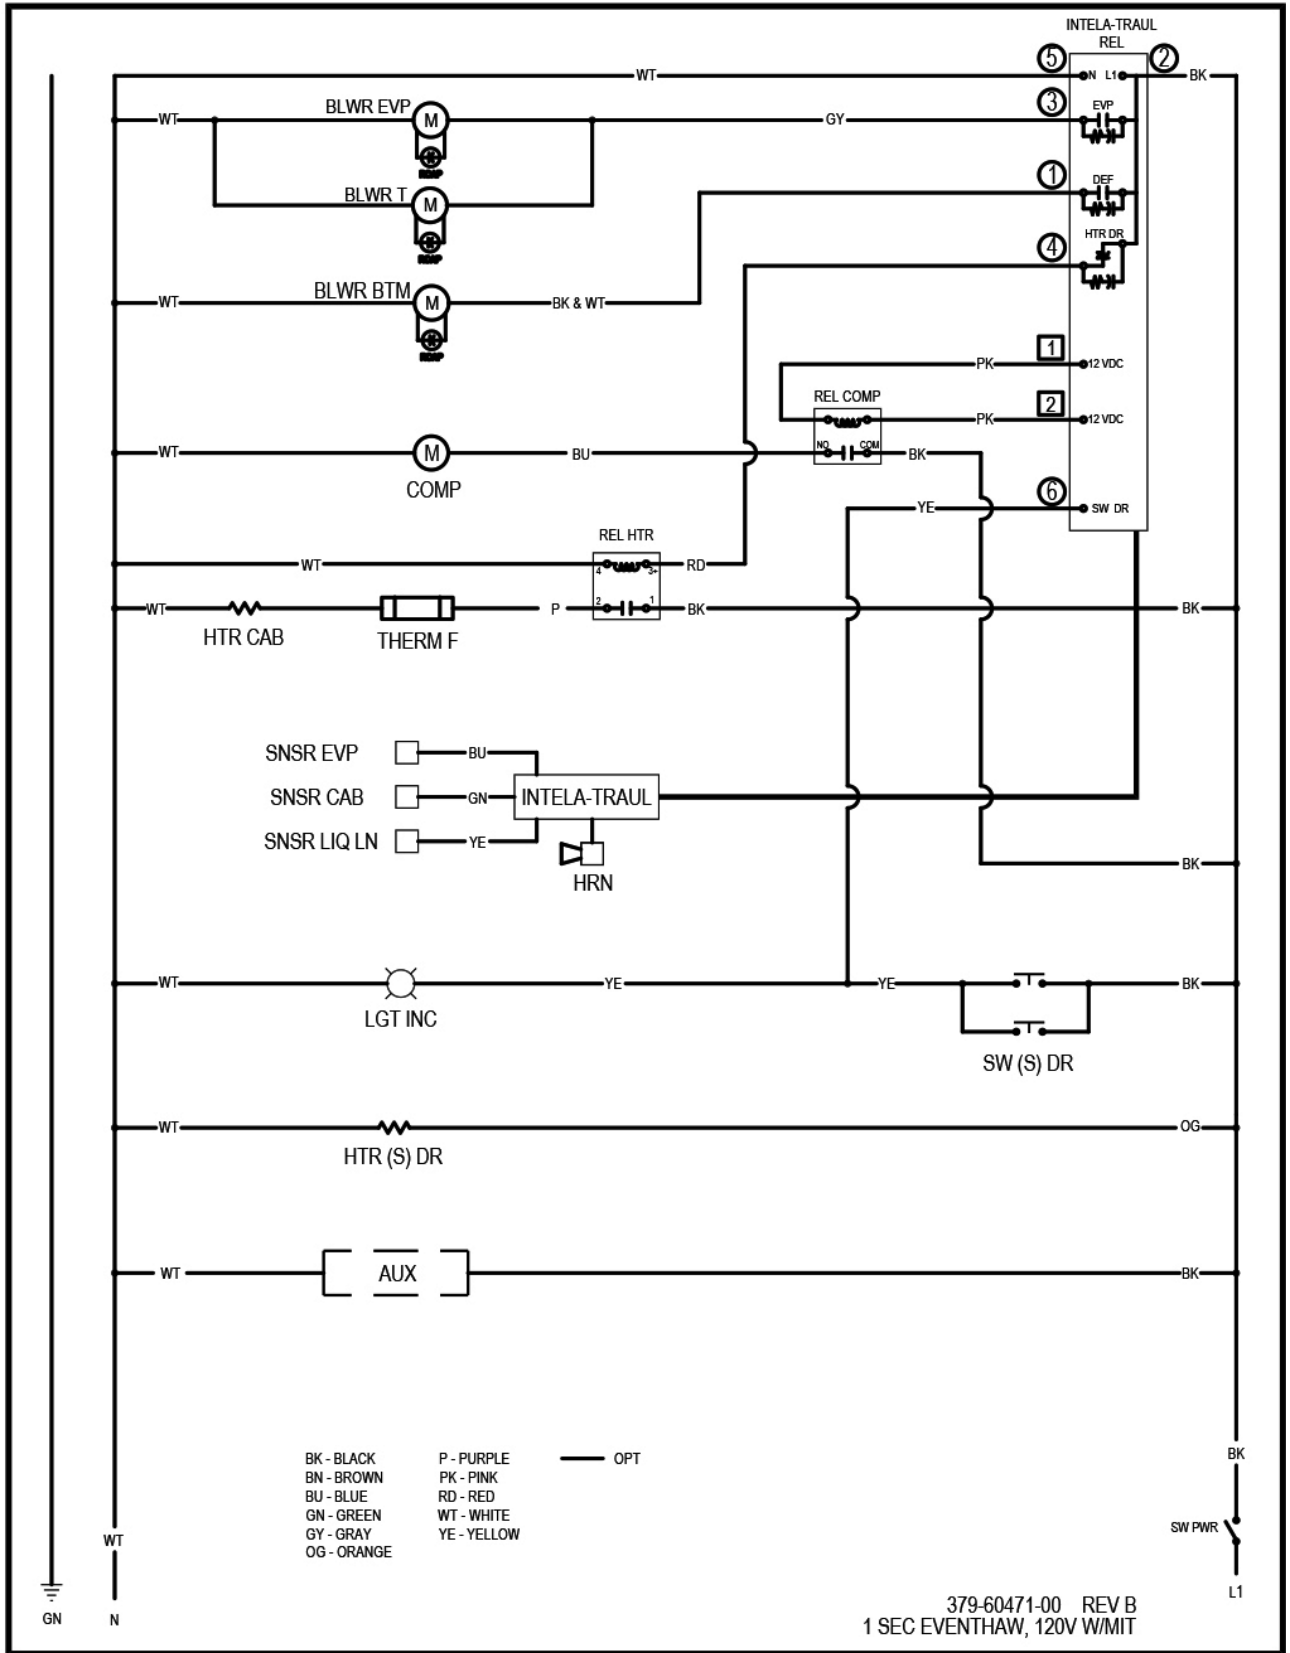 INTELA-TRAUL
REL
5
2
WT
N L1
BK
BLWR EVP
3
EVP
WT
M
GY
RCAP
BLWR T
M
1
DEF
RCAP
4
HTR DR
BLWR BTM
WT
M
BK & WT
RCAP
1
PK
12 VDC
REL COMP
2
PK
12 VDC
NO COM
WT
M
BU
BK
COMP
6
YE
SW DR
REL HTR
WT
4 3+
RD
WT
P
2 1
BK
BK
HTR CAB
THERM F
SNSR EVP
BU
SNSR CAB
GN
INTELA-TRAUL
SNSR LIQ LN
YE
HRN
BK
WT
YE
YE
BK
LGT INC
SW (S) DR
WT
OG
HTR (S) DR
WT
AUX
BK
BK - BLACK
BN - BROWN
BU - BLUE
GN - GREEN
GY - GRAY
OG - ORANGE
P - PURPLE
PK - PINK
RD - RED
WT - WHITE
YE - YELLOW
OPT
BK
SW PWR
L1
WT
GN
N
379-60471-00 REV B
1 SEC EVENTHAW, 120V W/MIT